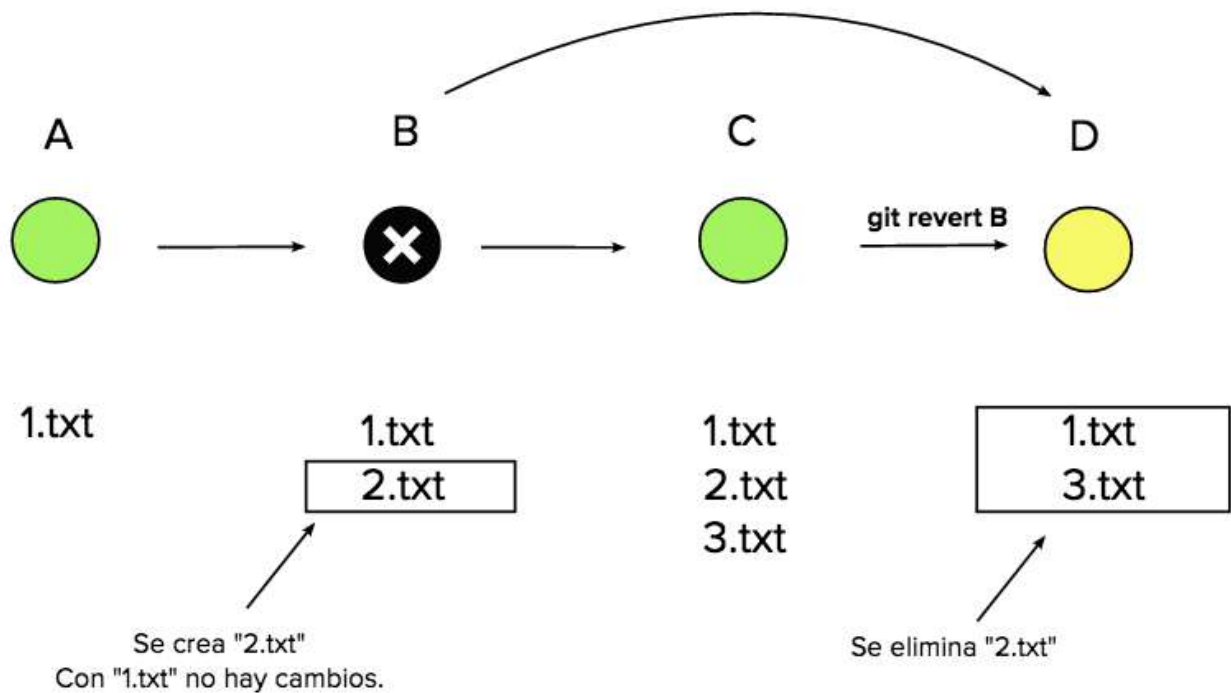 A
B
C
D
git revert B
1.txt
1.txt
2.txt
1.txt
2.txt
3.txt
1.txt
3.txt
Se crea "2.txt"
Con "1.txt" no hay cambios.
Se elimina "2.txt"